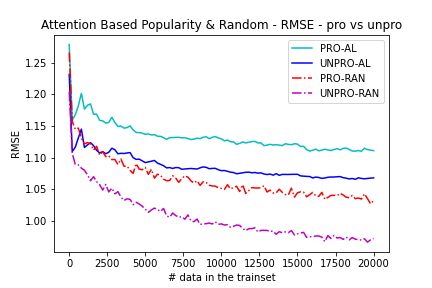 Attention Based Popularity & Random - RMSE - pro vs unpro
PRO-AL
UNPRO-AL
PRO-RAN
UNPRO-RAN
RMSE
1.25
1.20
1.15
1.10
1.05
1.00
0 2500 5000 7500 10000 12500 15000 17500 20000
# data in the trainset